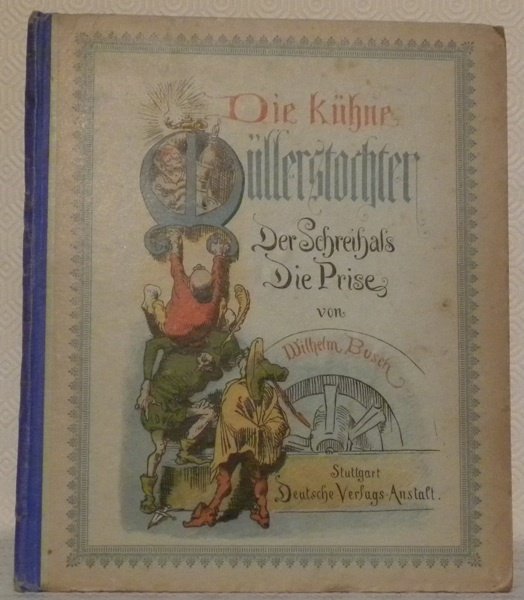 Die kühne
Müllerstochter
Der Schreihals
Die Prise
von
Wilhelm Busch
Stuttgart
Deutsche Verlags-Anstalt.